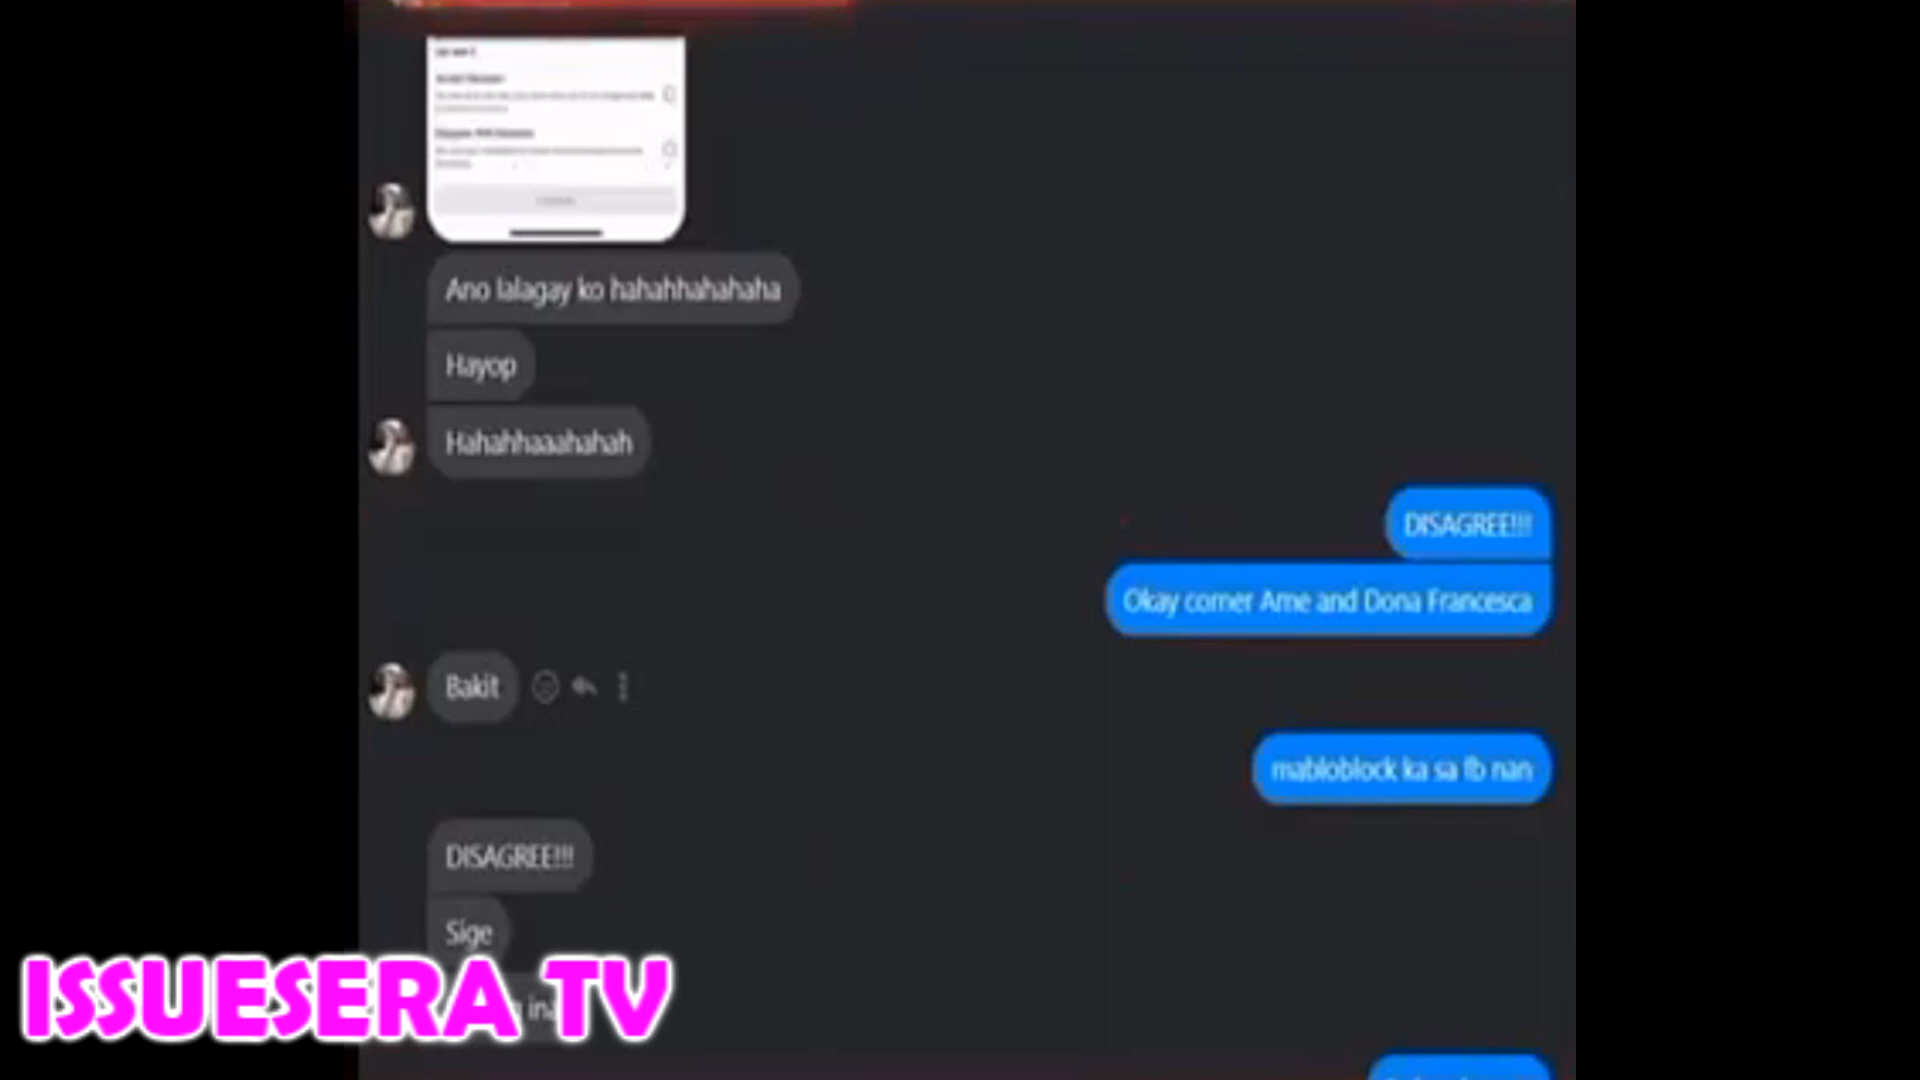 Ano lalagay ko hahahhahahaha
Hayop
Hahahhaaahahah
DISAGREE!!!
Okay corner Ame and Dona Francesca
Bakit
mabloblock ka sa fb nan
DISAGREE!!!
Sige
ISSUESERA TV